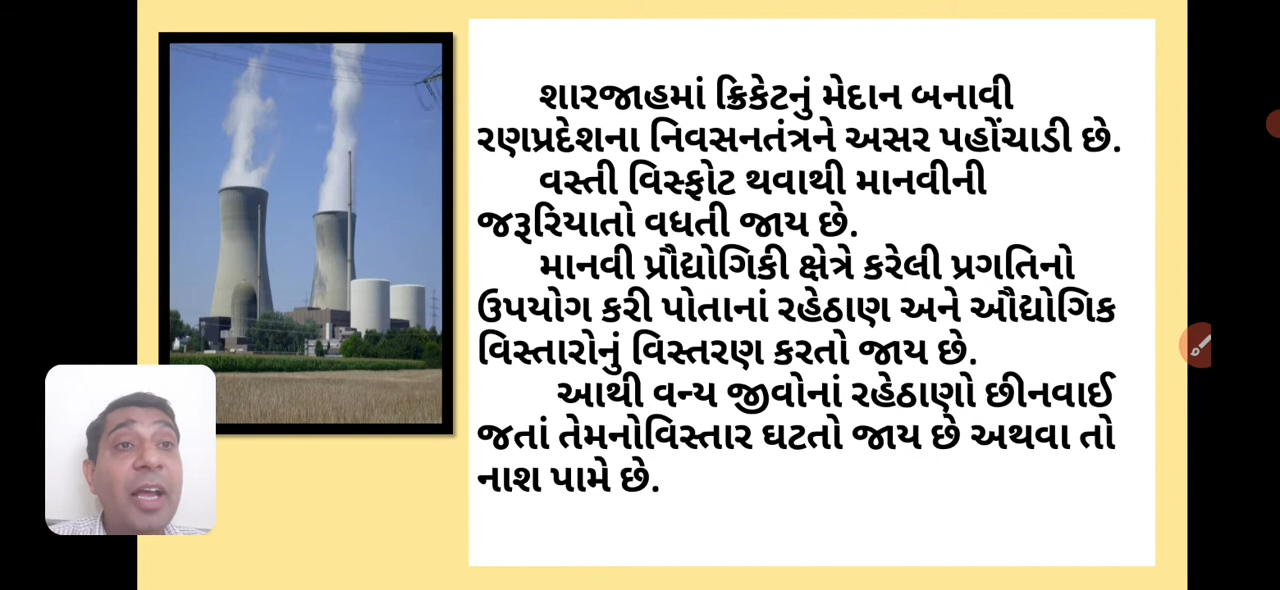 શારજાહમાં ક્રિકેટનું મેદાન બનાવી
રણપ્રદેશના નિવસનતંત્રને અસર પહોંચાડી છે.
વસ્તી વિસ્ફોટ થવાથી માનવીની
જરૂરિયાતો વધતી જાય છે.
માનવી પ્રૌદ્યોગિકી ક્ષેત્રે કરેલી પ્રગતિનો
ઉપયોગ કરી પોતાનાં રહેઠાણ અને ઔદ્યોગિક
વિસ્તારોનું વિસ્તરણ કરતો જાય છે.
આથી વન્ય જીવોનાં રહેઠાણો છીનવાઈ
જતાં તેમનોવિસ્તાર ઘટતો જાય છે અથવા તો
નાશ પામે છે.